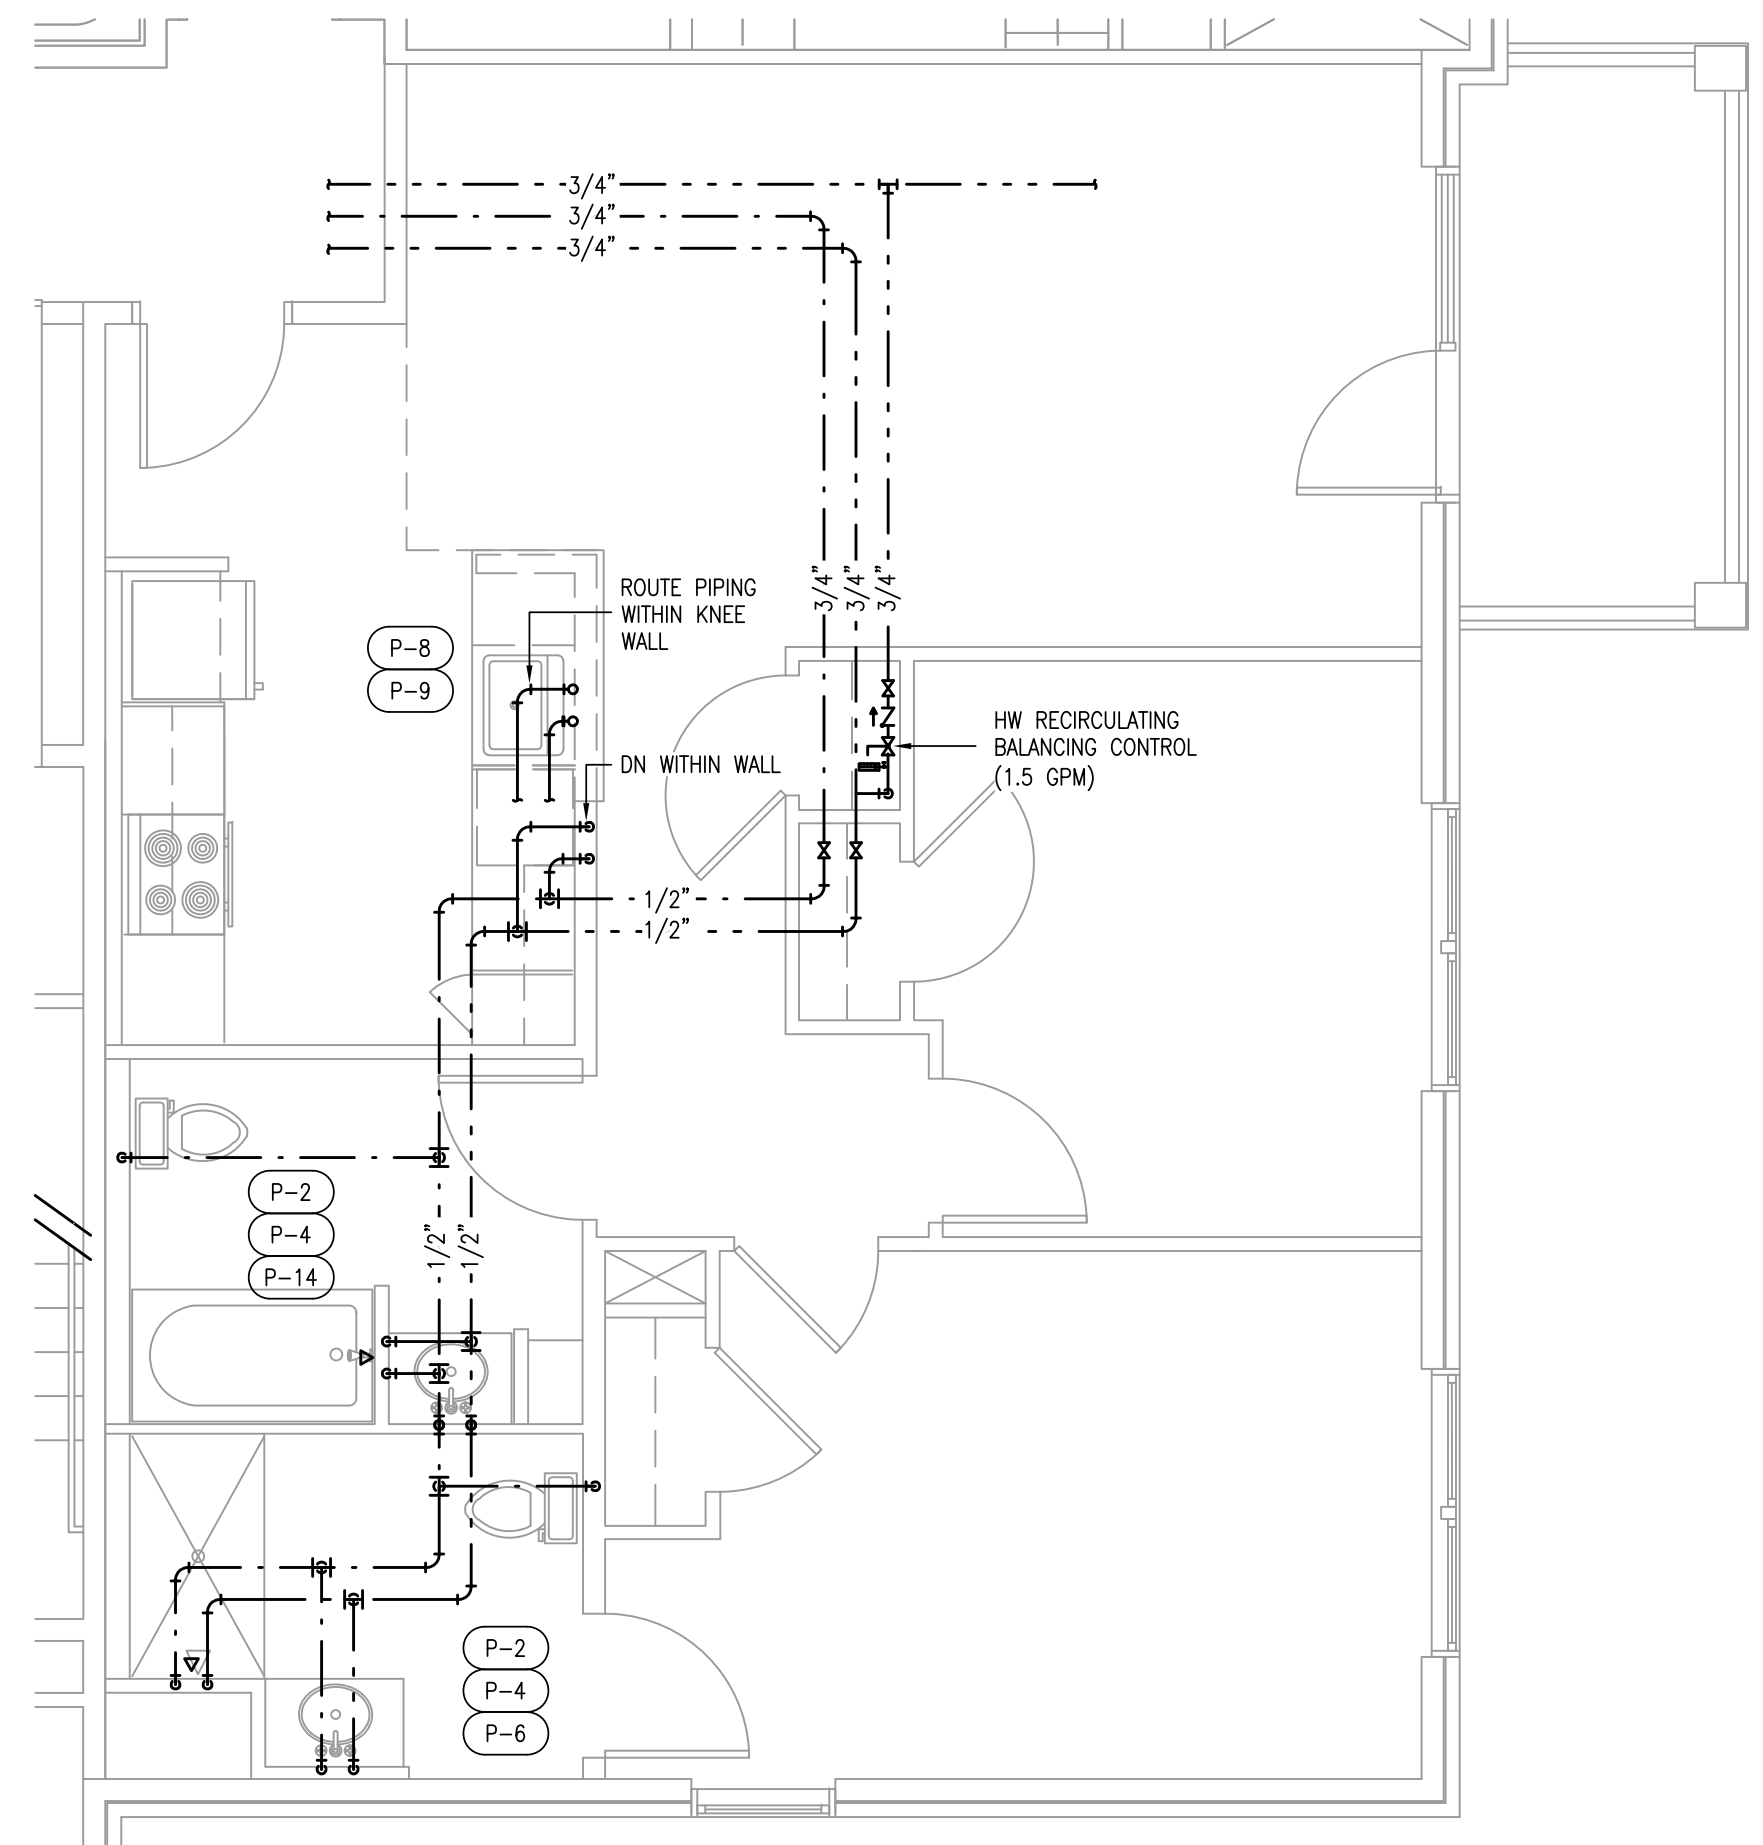 3/4"
3/4"
3/4"
3/4"
3/4"
3/4"
ROUTE PIPING
WITHIN KNEE
WALL
P-8
P-9
HW RECIRCULATING
BALANCING CONTROL
(1.5 GPM)
DN WITHIN WALL
1/2"
1/2"
P-2
P-4
P-14
1/2"
1/2"
P-2
P-4
P-6